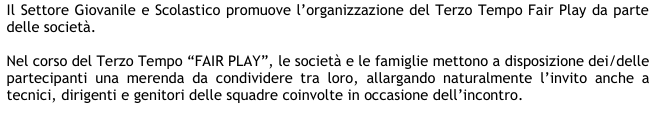 Il Settore Giovanile e Scolastico promuove l’organizzazione del Terzo Tempo Fair Play da parte
delle società.
Nel corso del Terzo Tempo “FAIR PLAY”, le società e le famiglie mettono a disposizione dei/delle
partecipanti una merenda da condividere tra loro, allargando naturalmente l’invito anche a
tecnici, dirigenti e genitori delle squadre coinvolte in occasione dell’incontro.